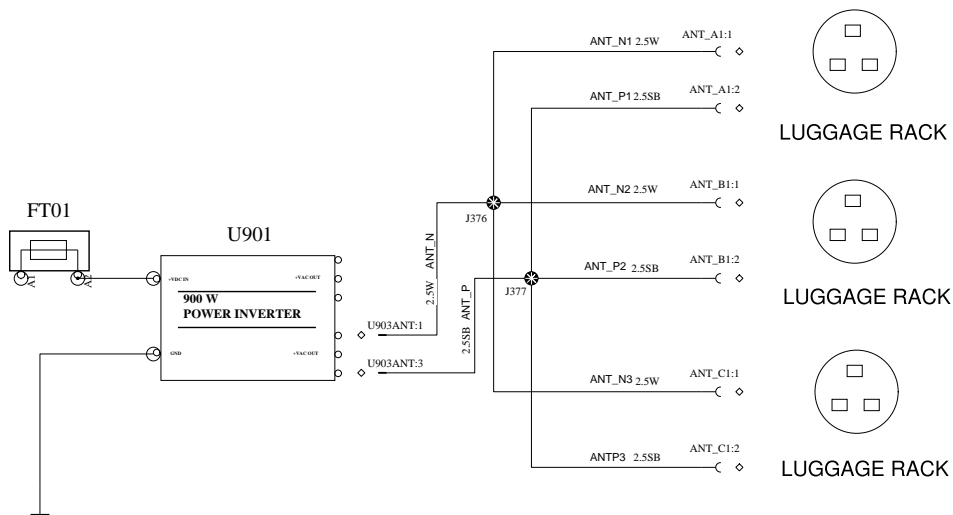 ANT_N1 2.5W
ANT_A1:1
ANT_P1 2.5SB
ANT_A1:2
LUGGAGE RACK
ANT_N2 2.5W
ANT_B1:1
FT01
J376
U901
A1
A2
2.5W ANT_N
ANT_P2 2.5SB
ANT_B1:2
+VDC IN
+VAC OUT
J377
LUGGAGE RACK
900 W
POWER INVERTER
2.5SB ANT_P
U903ANT:1
GND
+VAC OUT
U903ANT:3
ANT_N3 2.5W
ANT_C1:1
ANTP3 2.5SB
ANT_C1:2
LUGGAGE RACK